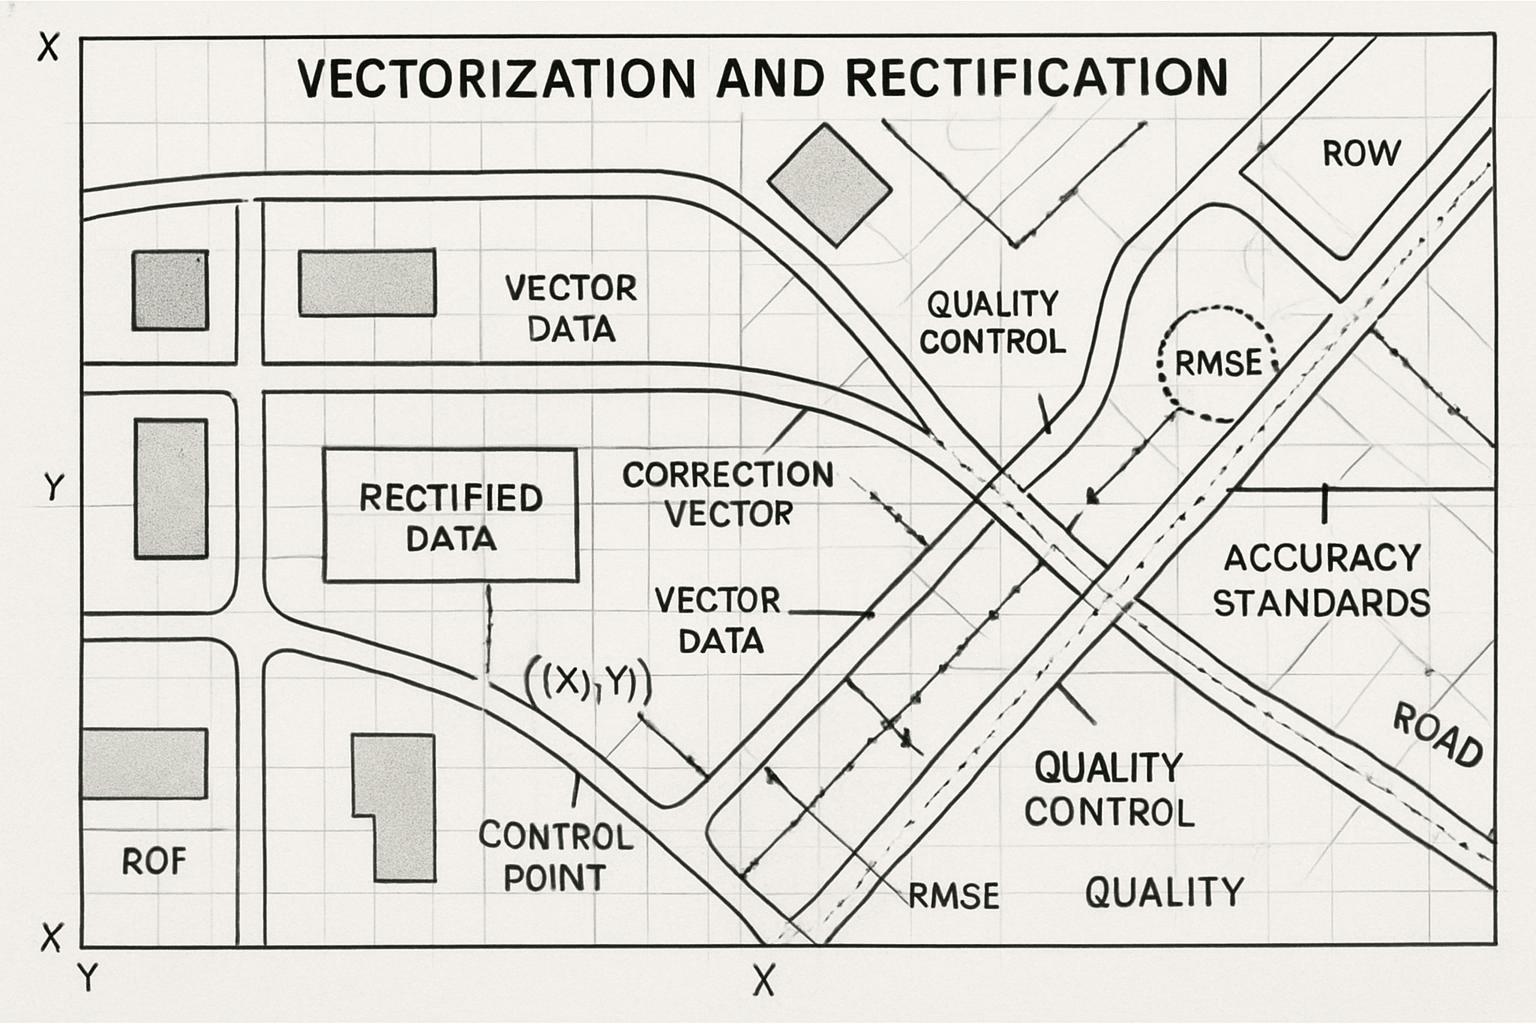 X
VECTORIZATION AND RECTIFICATION
ROW
VECTOR
DATA
QUALITY
CONTROL
RMSE
Y
RECTIFIED
DATA
CORRECTION
VECTOR
ACCURACY
STANDARDS
VECTOR
DATA
((X),Y))
ROAD
QUALITY
CONTROL
CONTROL
POINT
ROF
RMSE
QUALITY
X
Y
X